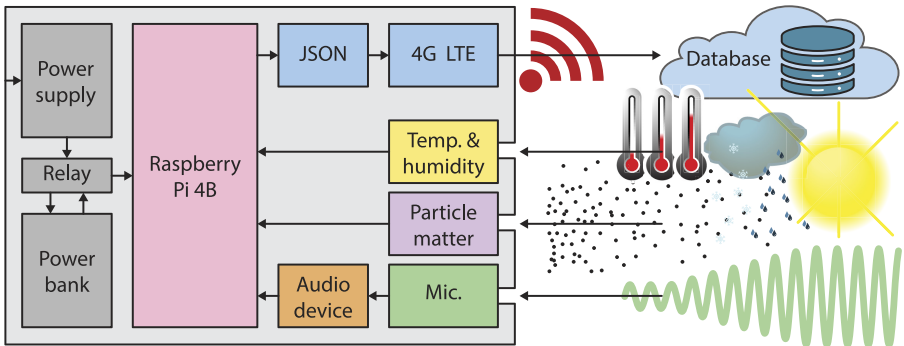 Power
supply
Relay
Power
bank
Raspberry
Pi 4B
JSON
4G LTE
Temp. &
humidity
Particle
matter
Audio
device
Mic.
Database